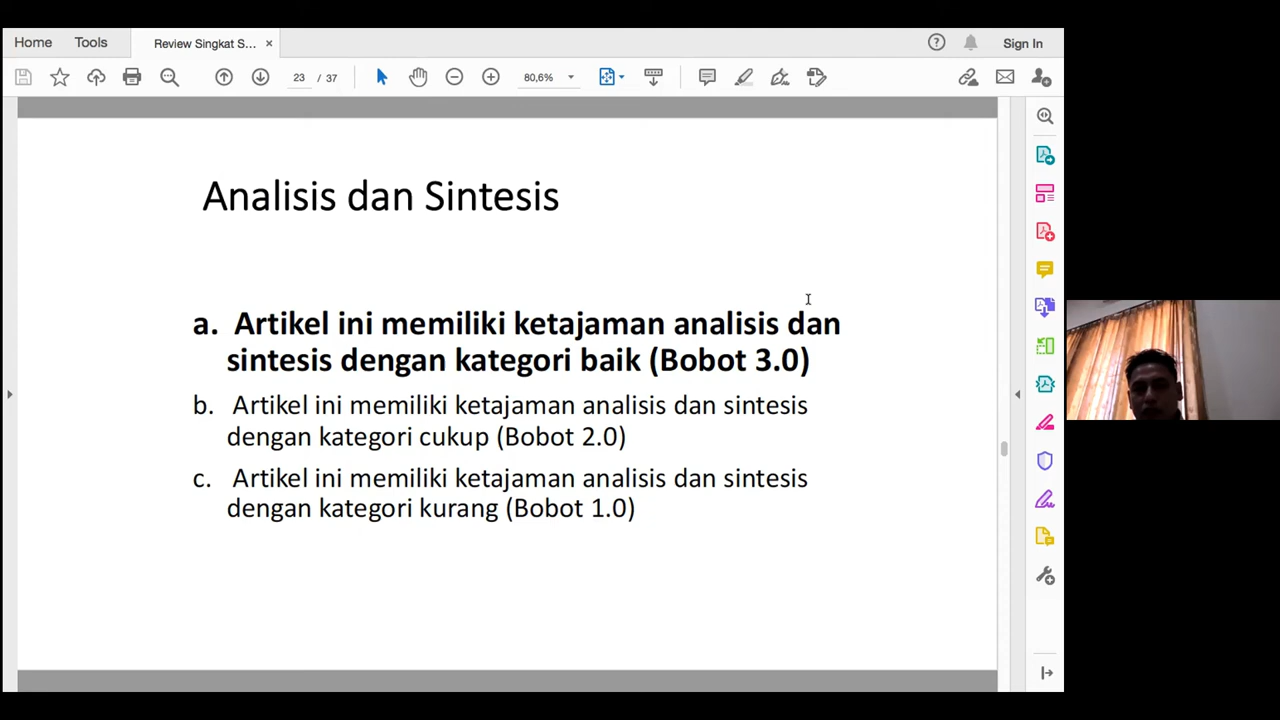 Home Tools Review Singkat S... × Sign In
23 / 37 80,6%
Analisis dan Sintesis
a. Artikel ini memiliki ketajaman analisis dan
sintesis dengan kategori baik (Bobot 3.0)
b. Artikel ini memiliki ketajaman analisis dan sintesis
dengan kategori cukup (Bobot 2.0)
c. Artikel ini memiliki ketajaman analisis dan sintesis
dengan kategori kurang (Bobot 1.0)